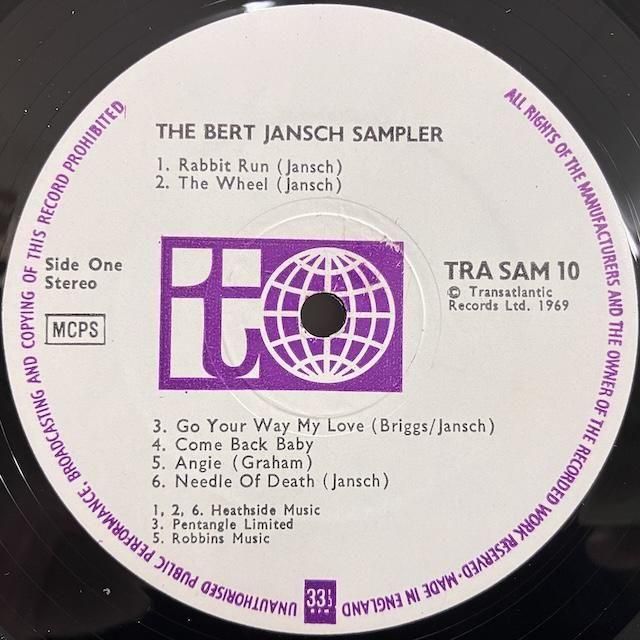 THE BERT JANSCH SAMPLER
1. Rabbit Run (Jansch)
2. The Wheel (Jansch)
Side One
Stereo
MCPS
it
TRA SAM 10
© Transatlantic
Records Ltd. 1969
3. Go Your Way My Love (Briggs/Jansch)
4. Come Back Baby
5. Angie (Graham)
6. Needle Of Death (Jansch)
1, 2, 6. Heathside Music
3. Pentangle Limited
5. Robbins Music
33⅓
RPM
ALL RIGHTS OF THE MANUFACTURERS AND THE OWNER OF THE RECORDED WORK RESERVED·MADE IN ENGLAND
UNAUTHORISED PUBLIC PERFORMANCE, BROADCASTING AND COPYING OF THIS RECORD PROHIBITED